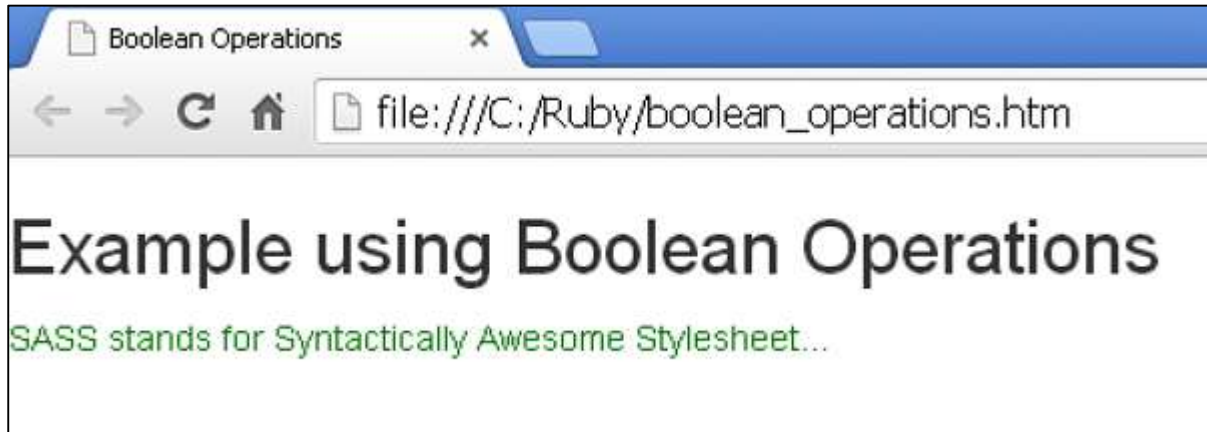 Boolean Operations
file:///C:/Ruby/boolean_operations.htm
Example using Boolean Operations
SASS stands for Syntactically Awesome Stylesheet...